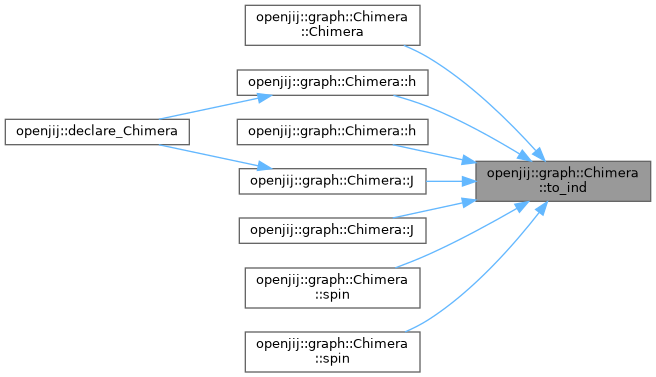 openjij::graph::Chimera
::Chimera
openjij::graph::Chimera::h
openjij::declare_Chimera
openjij::graph::Chimera::h
openjij::graph::Chimera::J
openjij::graph::Chimera
::to_ind
openjij::graph::Chimera::J
openjij::graph::Chimera
::spin
openjij::graph::Chimera
::spin